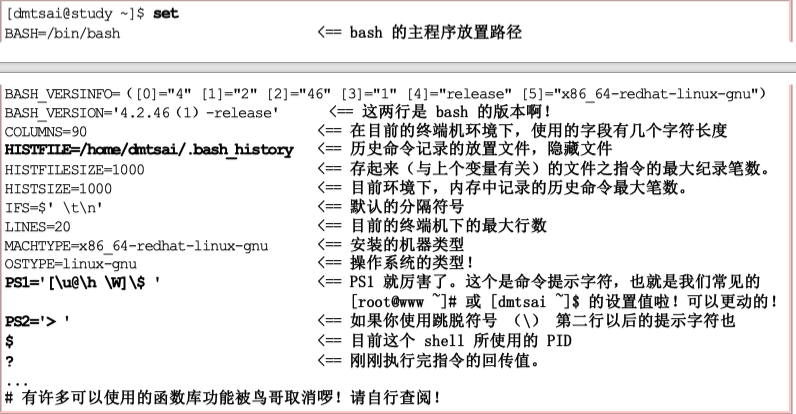 [dmtsai@study ~]$ set
BASH=/bin/bash <== bash 的主程序放置路径
BASH_VERSINFO=（[0]="4" [1]="2" [2]="46" [3]="1" [4]="release" [5]="x86_64-redhat-linux-gnu"）
BASH_VERSION='4.2.46（1）-release' <== 这两行是 bash 的版本啊！
COLUMNS=90 <== 在目前的终端机环境下，使用的字段有几个字符长度
HISTFILE=/home/dmtsai/.bash_history <== 历史命令记录的放置文件，隐藏文件
HISTFILESIZE=1000 <== 存起来（与上个变量有关）的文件之指令的最大纪录笔数。
HISTSIZE=1000 <== 目前环境下，内存中记录的历史命令最大笔数。
IFS=$' \t\n' <== 默认的分隔符号
LINES=20 <== 目前的终端机下的最大行数
MACHTYPE=x86_64-redhat-linux-gnu <== 安装的机器类型
OSTYPE=linux-gnu <== 操作系统的类型！
PS1='[\u@\h \W]\$ ' <== PS1 就厉害了。这个是命令提示字符，也就是我们常见的
[root@www ~]# 或 [dmtsai ~]$ 的设置值啦！可以更动的！
PS2='> ' <== 如果你使用跳脱符号 （\） 第二行以后的提示字符也
$ <== 目前这个 shell 所使用的 PID
? <== 刚刚执行完指令的回传值。
...
# 有许多可以使用的函数库功能被鸟哥取消啰！请自行查阅！